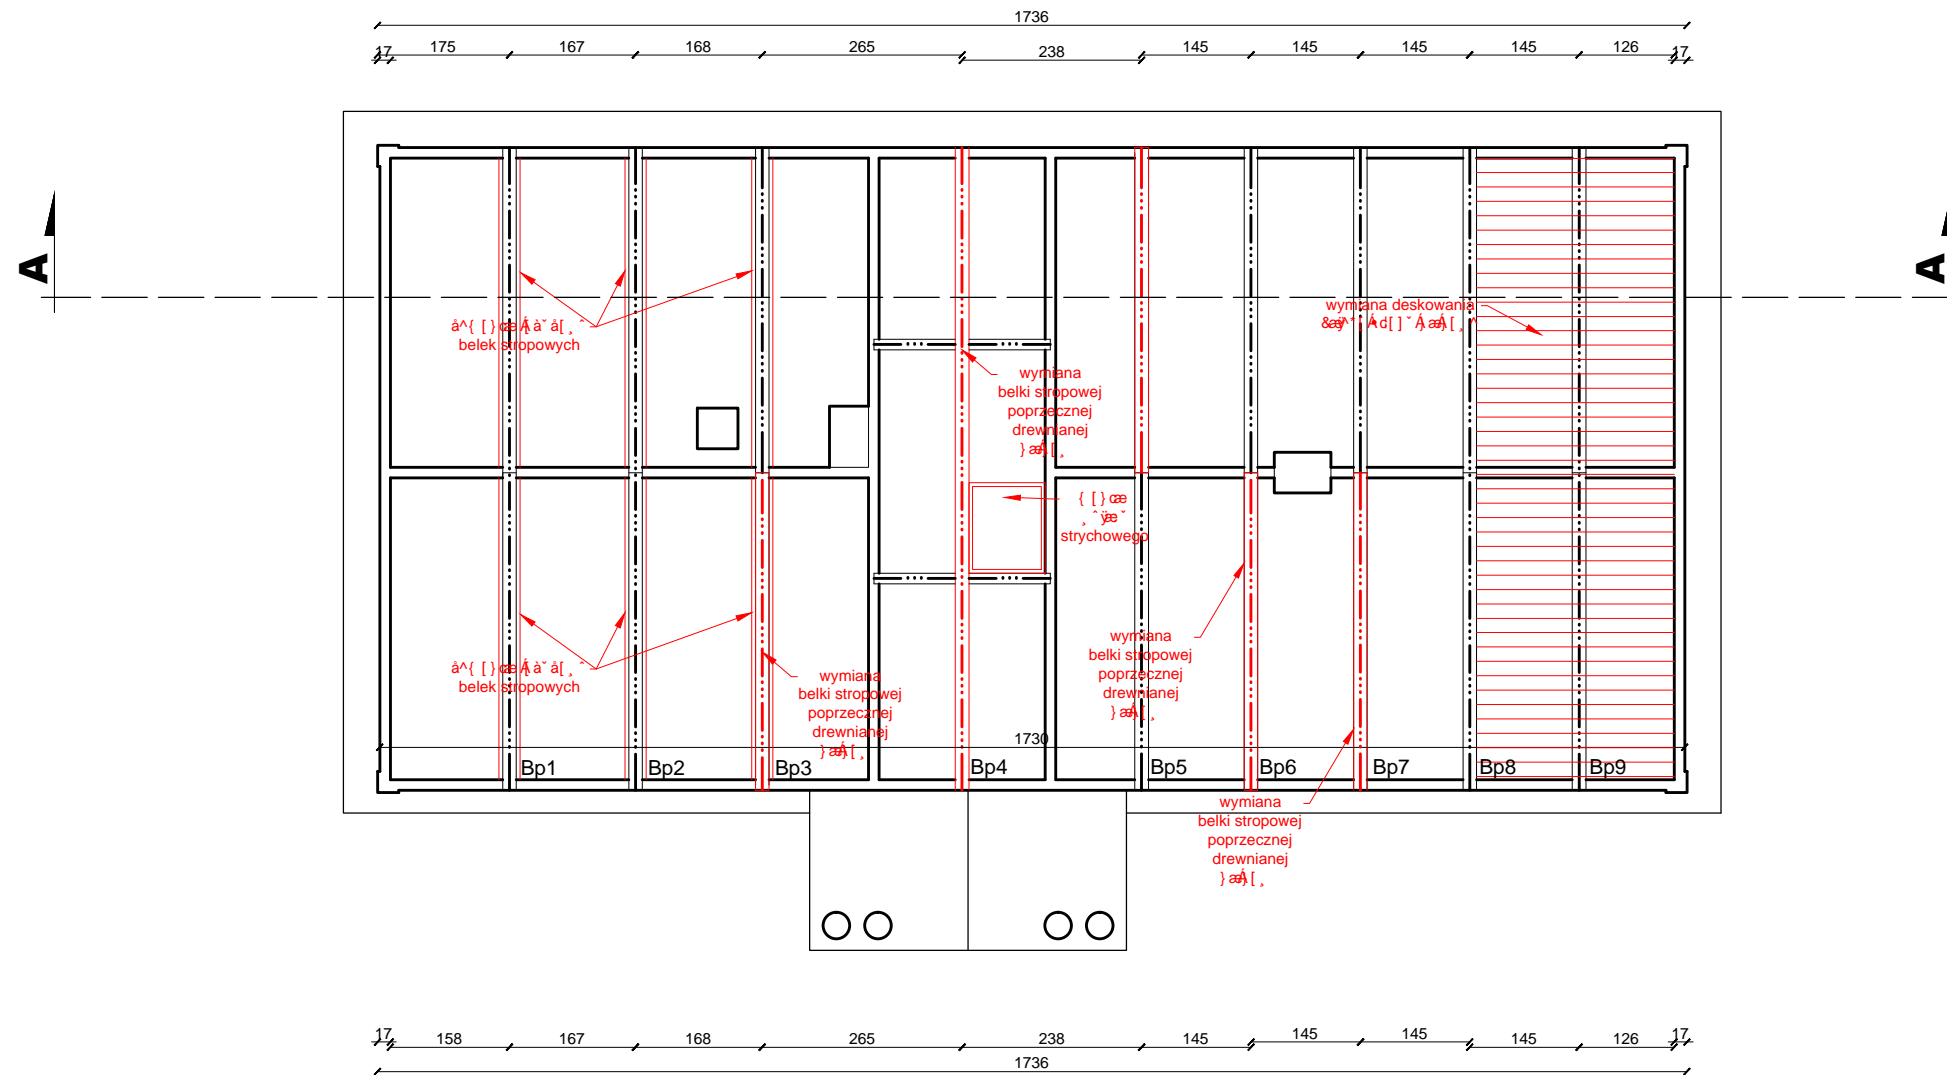 1736
17 175 167 168 265 238 145 145 145 145 126 17
A A
belek stropowych
wymiana deskowania
wymiana
belki stropowej
poprzecznej
drewnianej
strychowego
belek stropowych
wymiana
belki stropowej
poprzecznej
drewnianej
wymiana
belki stropowej
poprzecznej
drewnianej
1730
Bp1 Bp2 Bp3 Bp4 Bp5 Bp6 Bp7 Bp8 Bp9
wymiana
belki stropowej
poprzecznej
drewnianej
17 158 167 168 265 238 145 145 145 145 126 17
1736